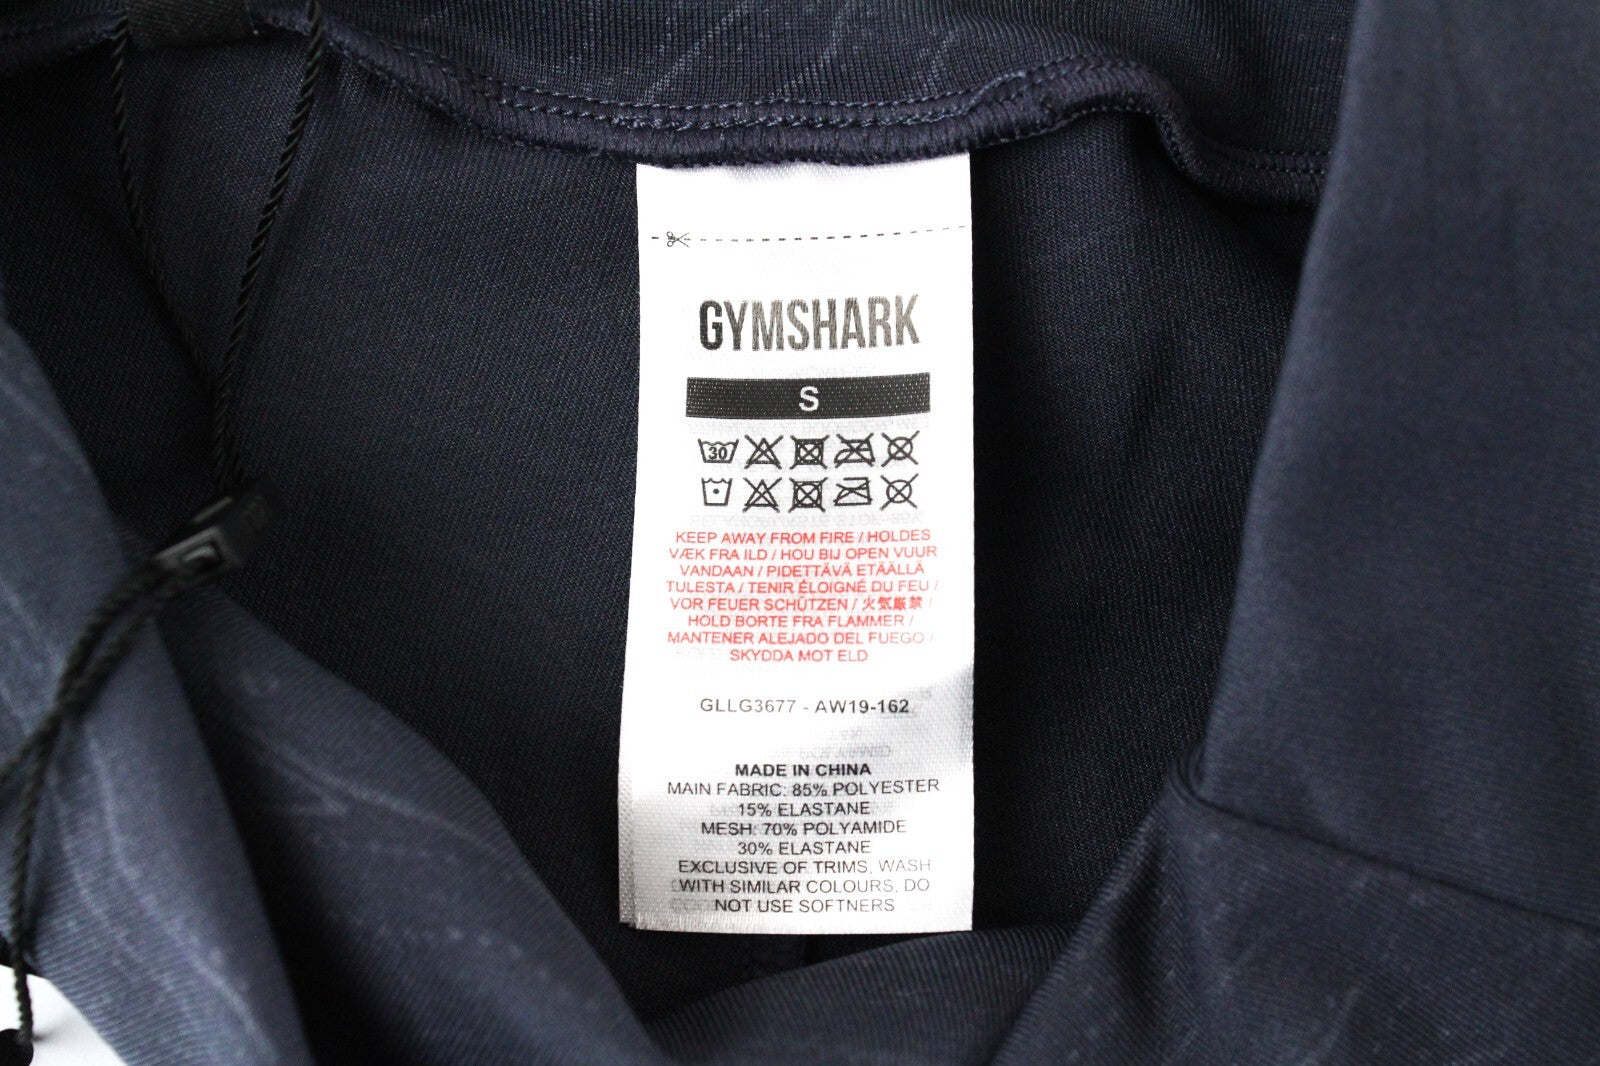 GYMSHARK
S
30
KEEP AWAY FROM FIRE / HOLDES
VÆK FRA ILD / HOU BIJ OPEN VUUR
VANDAAN / PIDETTÄVÄ ETÄÄLLÄ
TULESTA / TENIR ÉLOIGNÉ DU FEU /
VOR FEUER SCHÜTZEN / 火気厳禁 /
HOLD BORTE FRA FLAMMER /
MANTENER ALEJADO DEL FUEGO /
SKYDDA MOT ELD
GLLG3677 - AW19-162
MADE IN CHINA
MAIN FABRIC: 85% POLYESTER
15% ELASTANE
MESH: 70% POLYAMIDE
30% ELASTANE
EXCLUSIVE OF TRIMS, WASH
WITH SIMILAR COLOURS, DO
NOT USE SOFTNERS